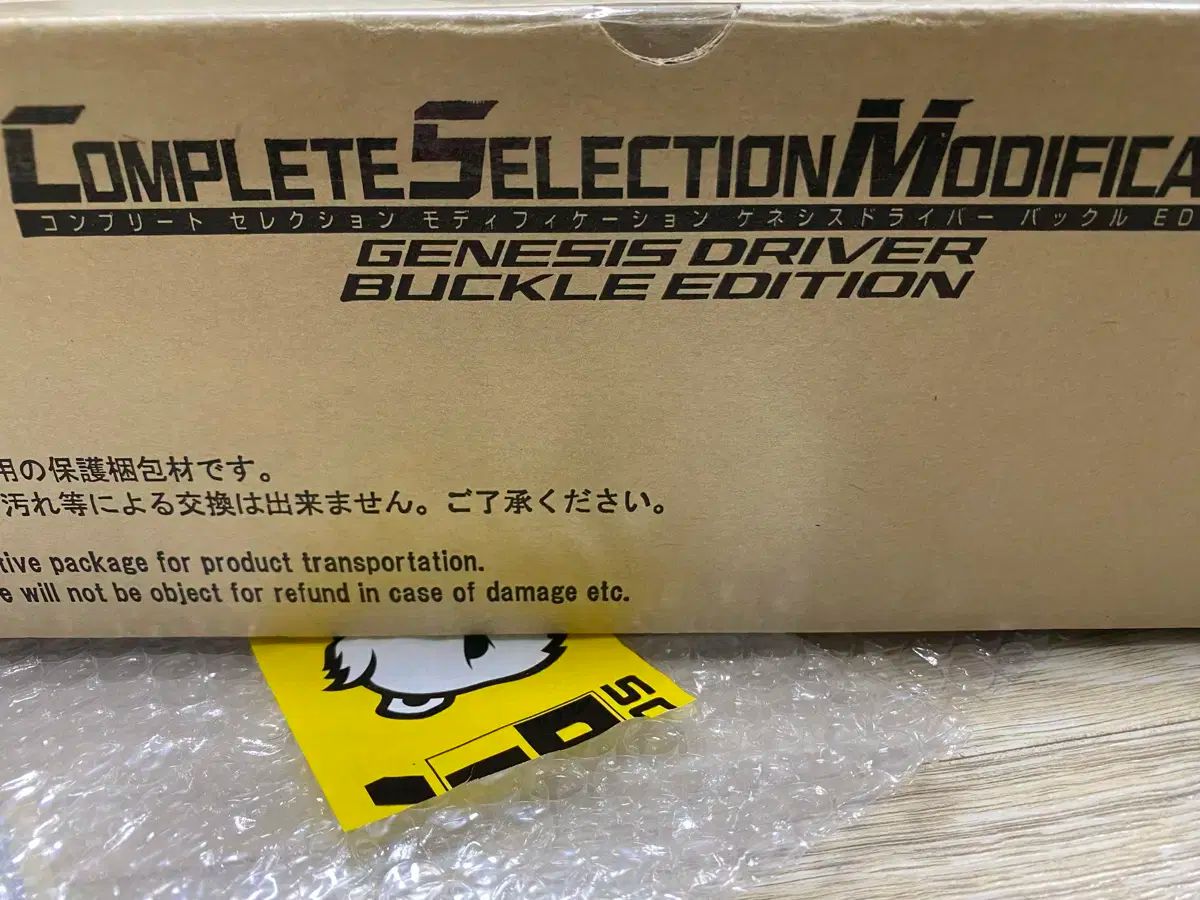 COMPLETE SELECTION MODIFICA
コンプリート セレクション モディフィケーション ゲネシスドライバー バックル ED
GENESIS DRIVER
BUCKLE EDITION
用の保護梱包材です。
汚れ等による交換は出来ません。ご了承ください。
tive package for product transportation.
e will not be object for refund in case of damage etc.